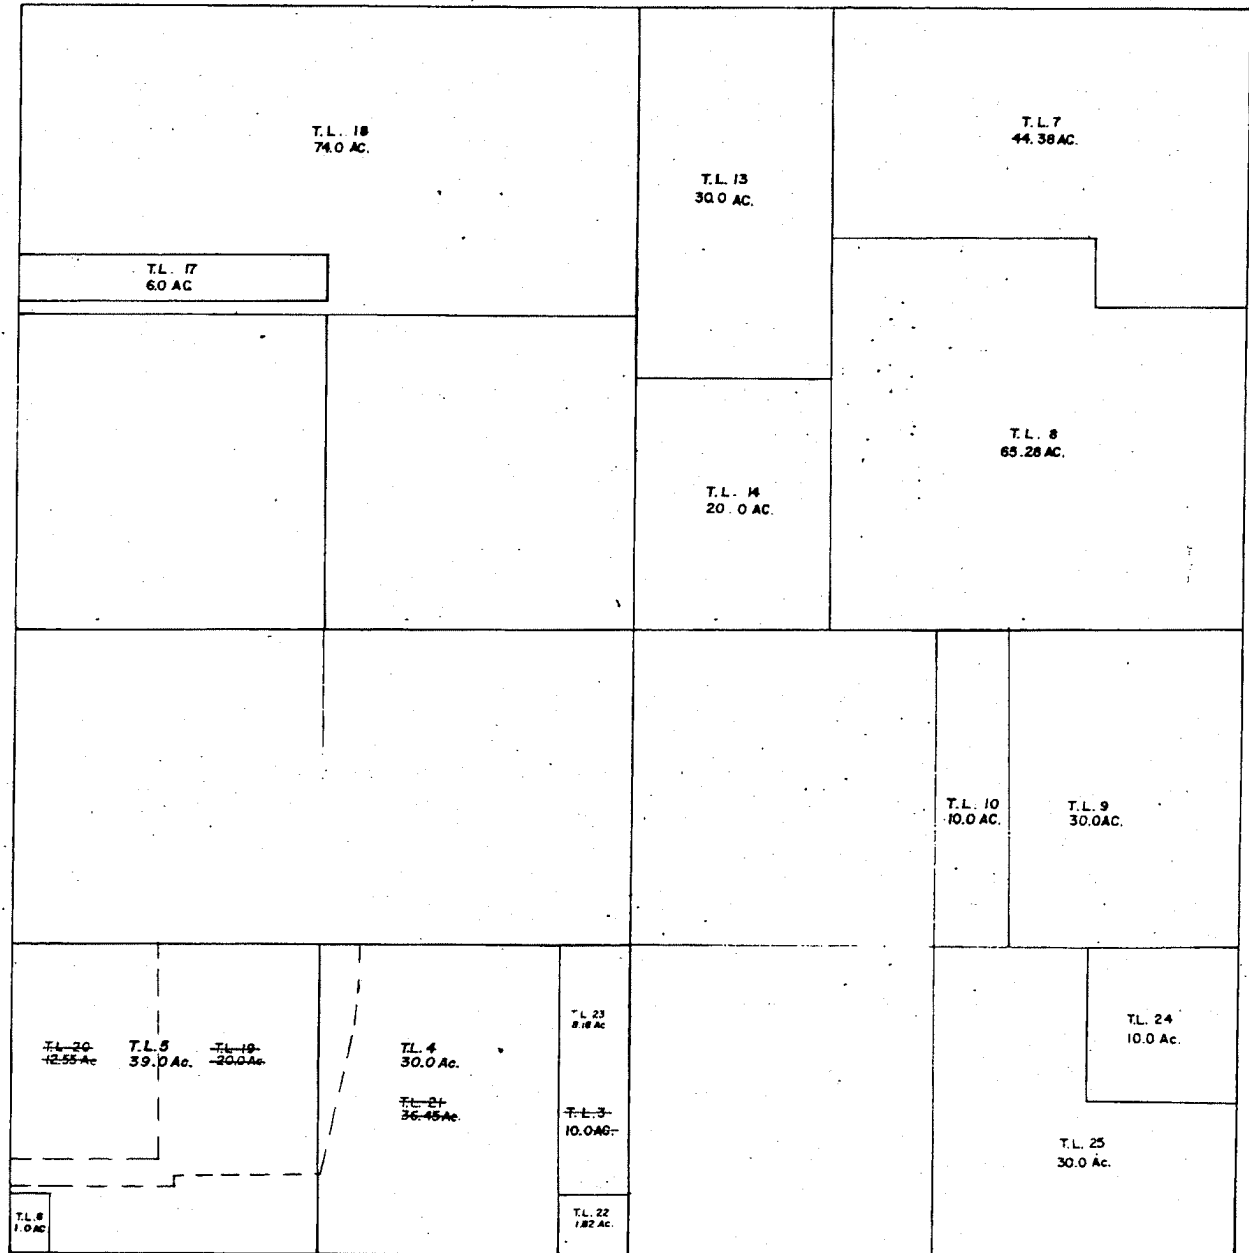 T.L. 18
74.0 AC.
T.L. 7
44.38 AC.
T.L. 13
30.0 AC.
T.L. 17
6.0 AC
T.L. 8
65.28 AC.
T.L. 14
20.0 AC.
T.L. 10
10.0 AC.
T.L. 9
30.0 AC.
T.L. 20
12.55 Ac
T.L. 5
39.0 Ac.
T.L. 19
20.0 Ac.
T.L. 4
30.0 Ac.
T.L. 21
36.45 Ac.
T.L. 23
8.18 Ac
T.L. 3
10.0 AC.
T.L. 24
10.0 Ac.
T.L. 25
30.0 Ac.
T.L. 6
1.0 AC
T.L. 22
1.82 Ac.